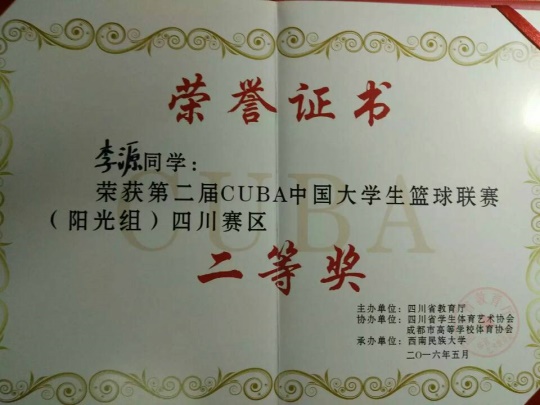 荣誉证书
李源同学：
荣获第二届CUBA中国大学生篮球联赛
（阳光组）四川赛区
CUBA
二等奖
主办单位：四川省教育厅
协办单位：四川省学生体育艺术协会
成都市高等学校体育协会
承办单位：西南民族大学
二〇一六年五月